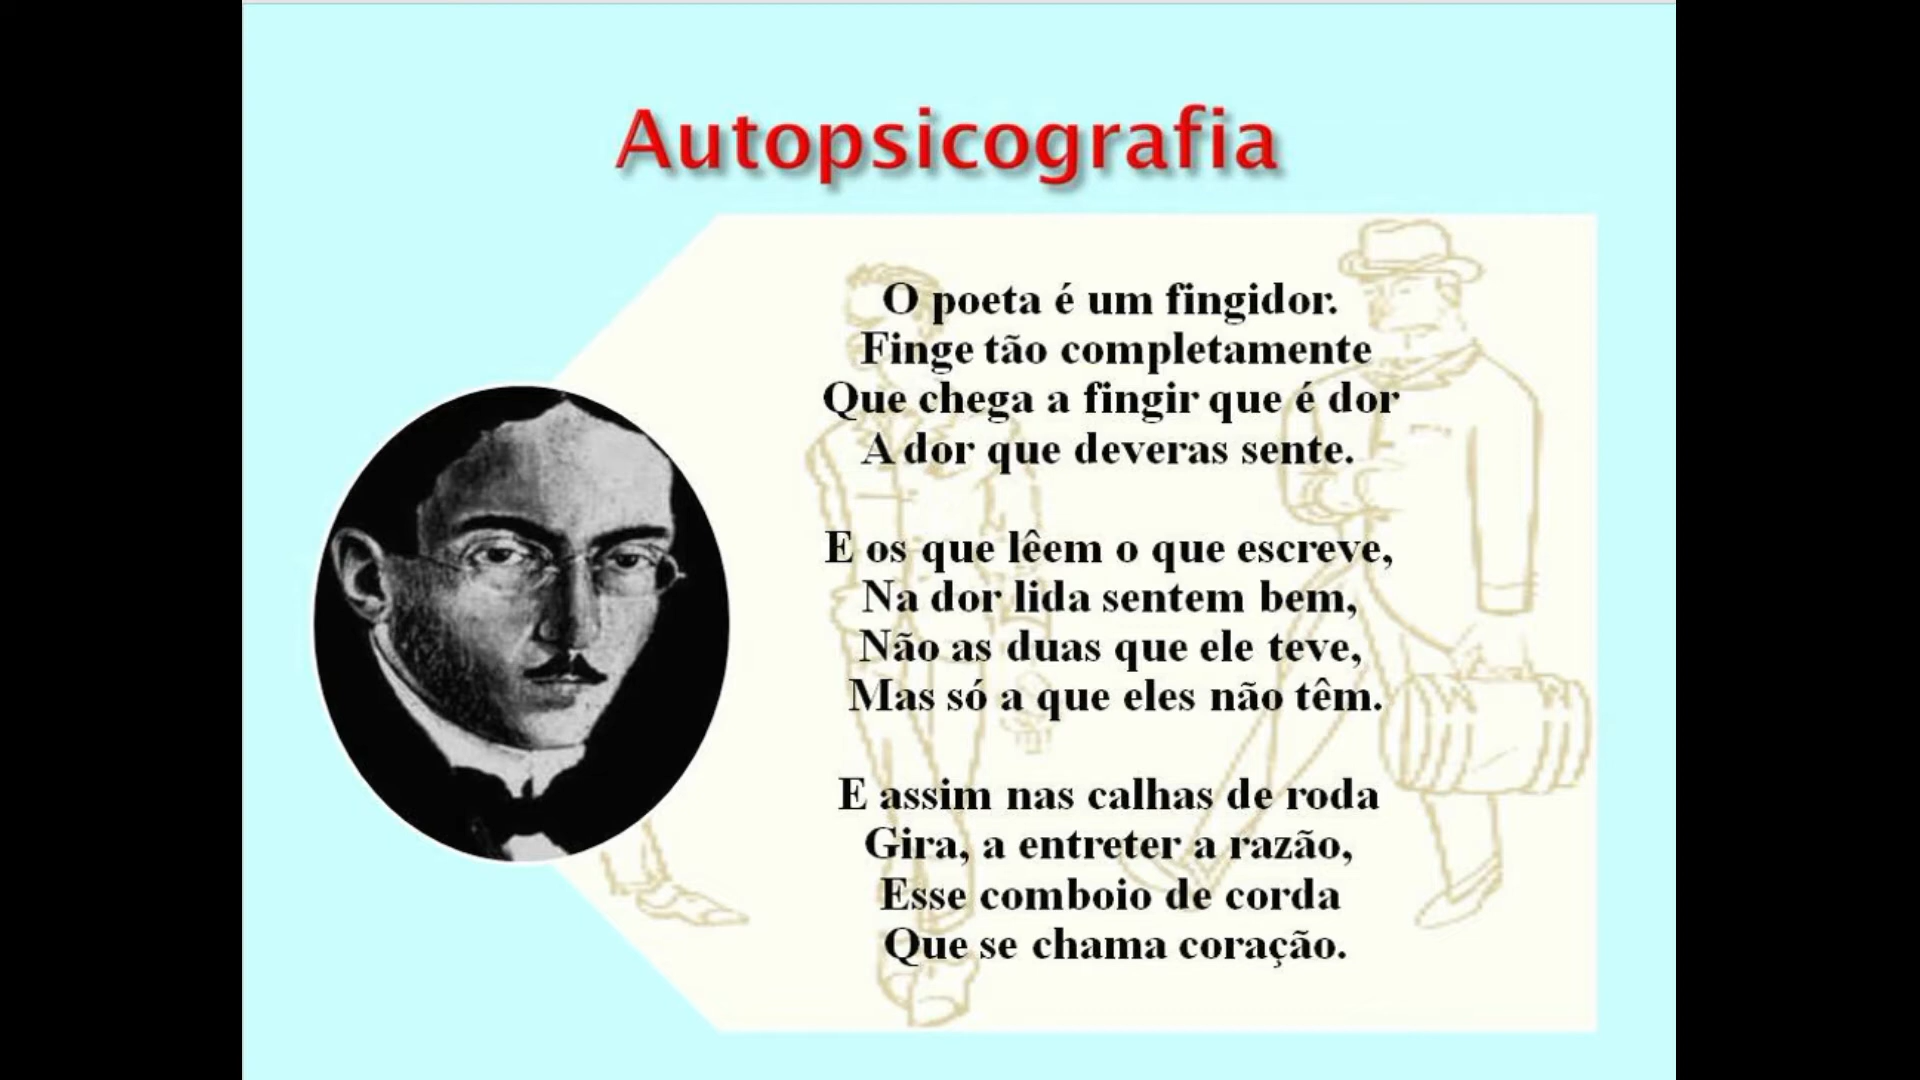 Autopsicografia
O poeta é um fingidor.
Finge tão completamente
Que chega a fingir que é dor
A dor que deveras sente.
E os que lêem o que escreve,
Na dor lida sentem bem,
Não as duas que ele teve,
Mas só a que eles não têm.
E assim nas calhas de roda
Gira, a entreter a razão,
Esse comboio de corda
Que se chama coração.